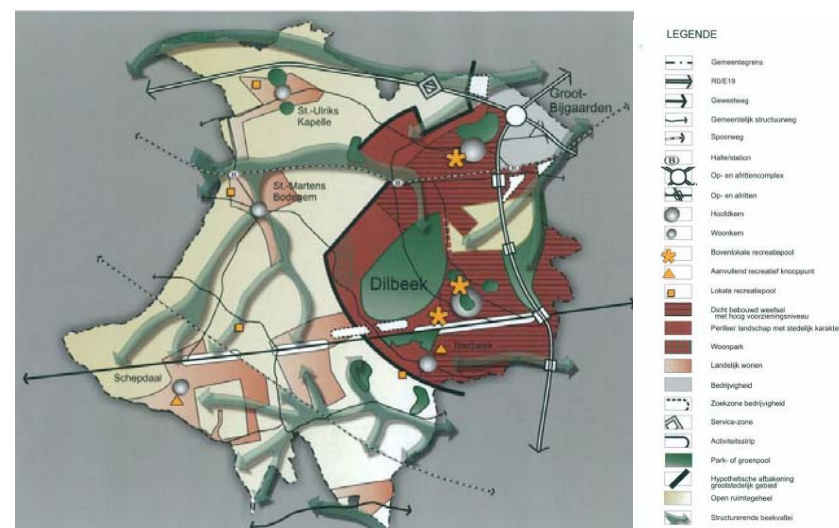 Groot-
Bijgaarden
St.-Ulriks
Kapelle
St.-Martens
Bodegem
Dilbeek
Itterbeek
Schepdaal
B
B
LEGENDE
Gemeentegrens
R0/E19
Gewestweg
Gemeentelijk structuurweg
Spoorweg
B
Halte/station
Op- en afrittencomplex
Op- en afritten
Hoofdkern
Woonkern
Bovenlokale recreatiepool
Aanvullend recreatief knooppunt
Lokale recreatiepool
Dicht bebouwd weefsel
met hoog voorzieningsniveau
Perifeer landschap met stedelijk karakte
Woonpark
Landelijk wonen
Bedrijvigheid
Zoekzone bedrijvigheid
Service-zone
Activiteitsstrip
Park- of groenpool
Hypothetische afbakening
grootstedelijk gebied
Open ruimtegeheel
Structurerende beekvallei